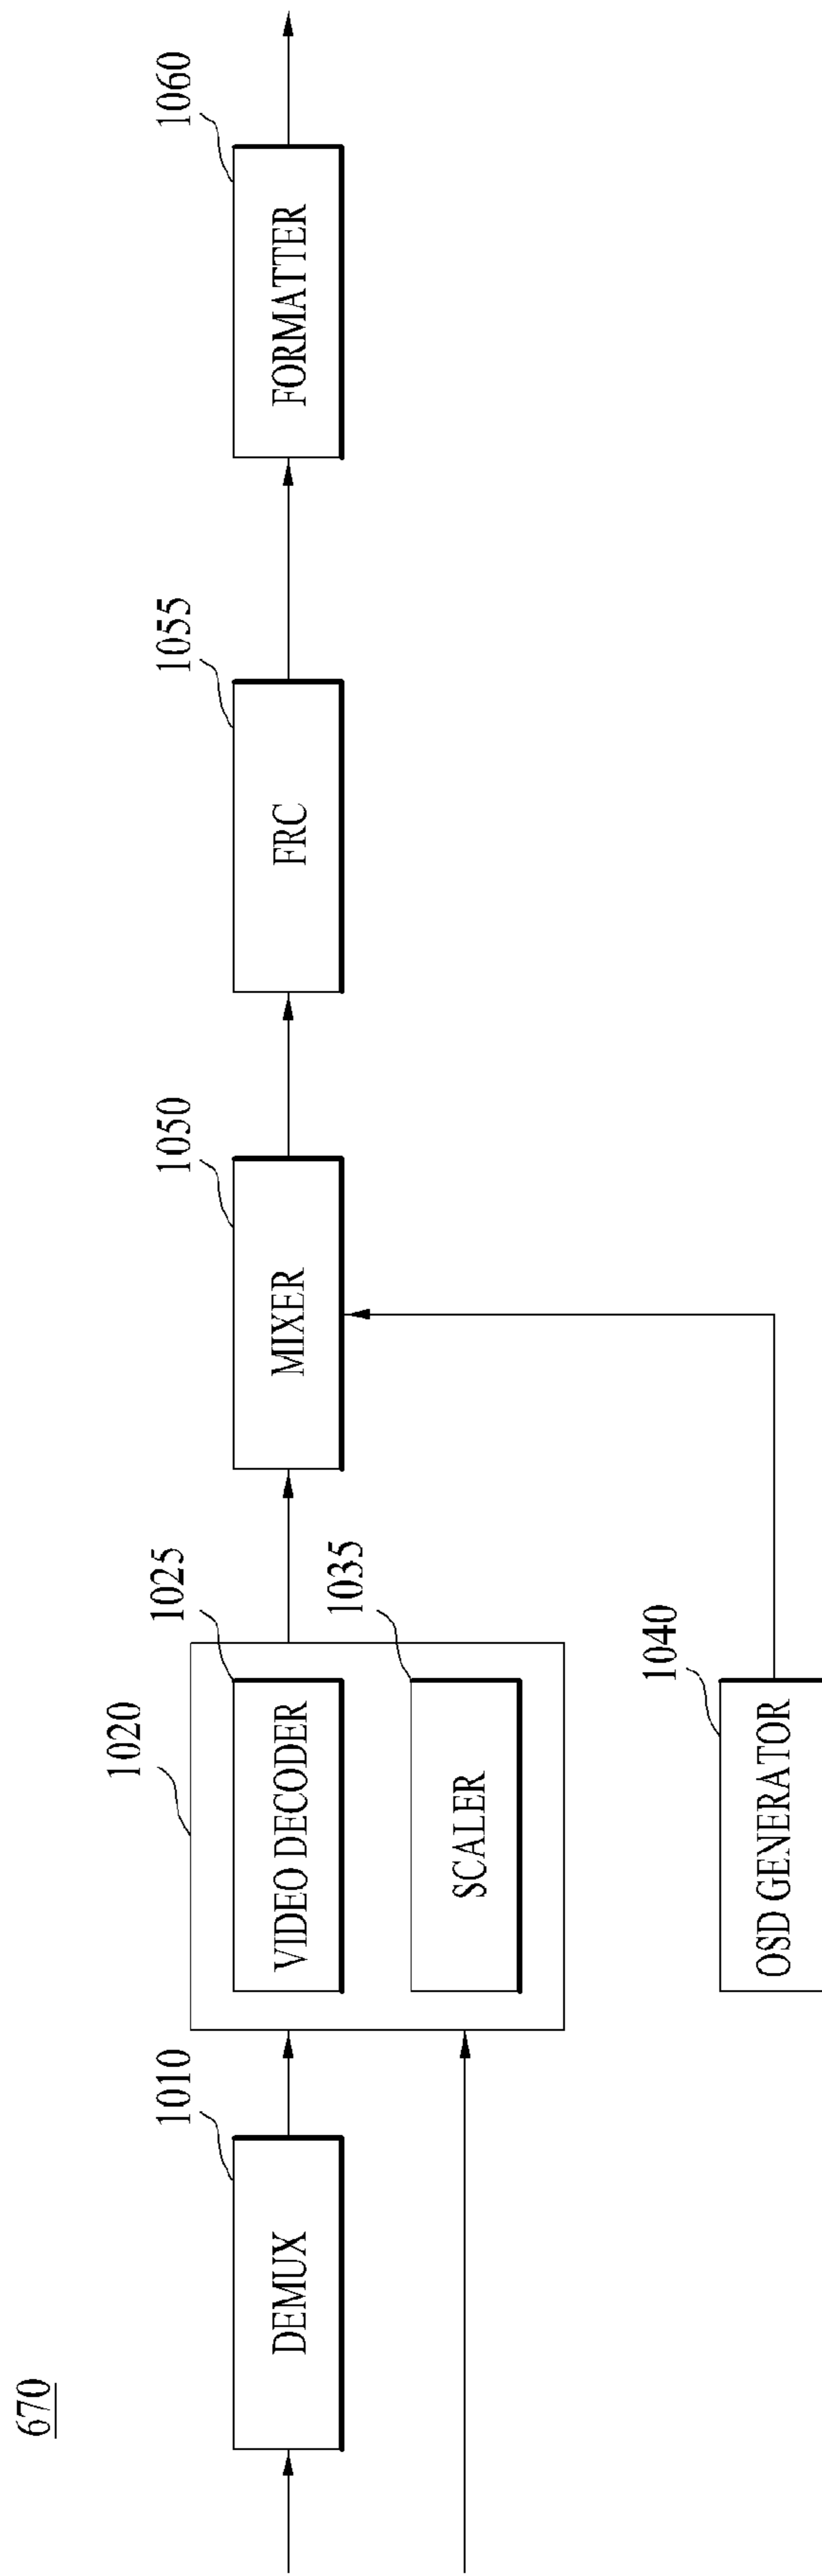 670
1010
DEMUX
1020
1025
VIDEO DECODER
1035
SCALER
1040
OSD GENERATOR
1050
MIXER
1055
FRC
1060
FORMATTER